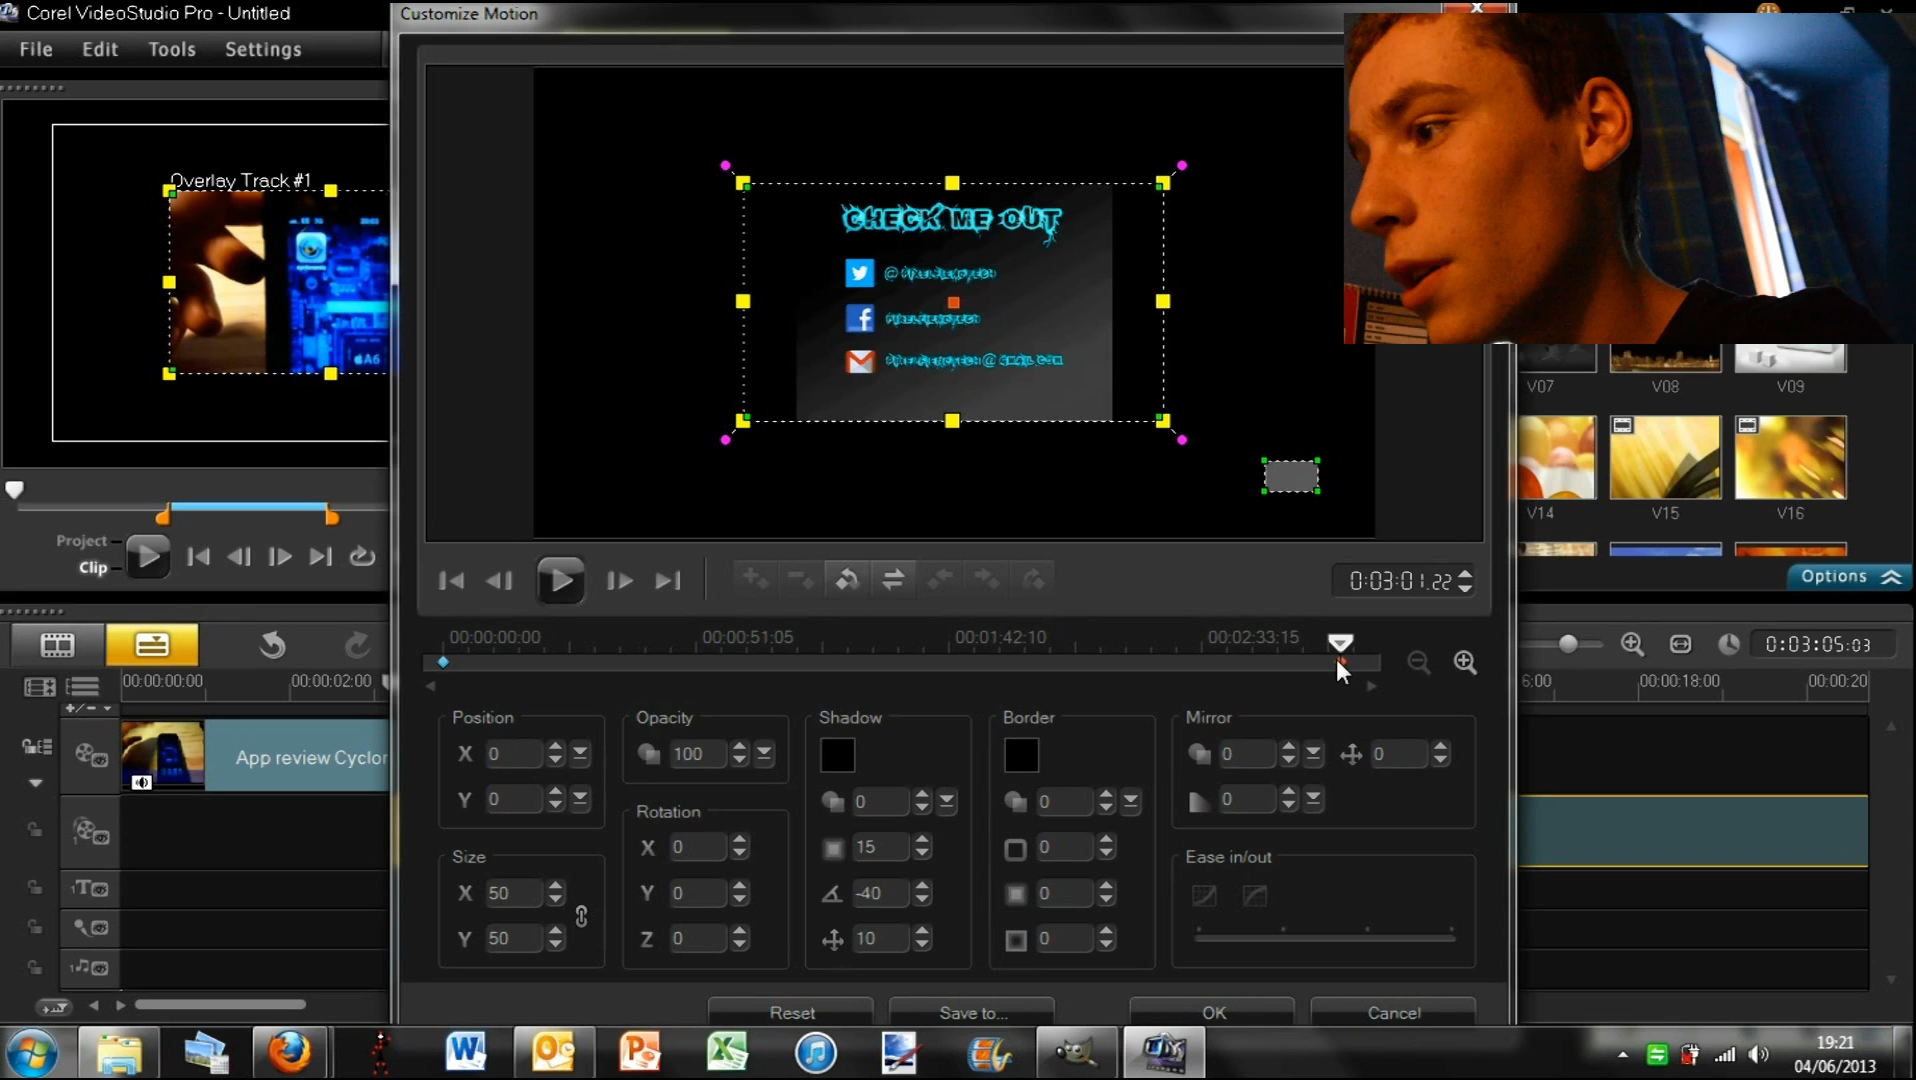 Corel VideoStudio Pro - Untitled
Customize Motion
File Edit Tools Settings
Overlay Track #1
A6
CHECK ME OUT
Project
Clip
0:03:01.22
00:00:00:00 00:00:51:05 00:01:42:10 00:02:33:15
V07 V08 V09
V14 V15 V16
Options
0:03:05:03
00:00:00:00 00:00:02:00
6:00 00:00:18:00 00:00:20
App review Cyclor
Position
X 0
Y 0
Size
X 50
Y 50
Opacity
100
Rotation
X 0
Y 0
Z 0
Shadow
0
15
-40
10
Border
0
0
0
0
Mirror
0 0
0
Ease in/out
Reset Save to... OK Cancel
19:21
04/06/2013